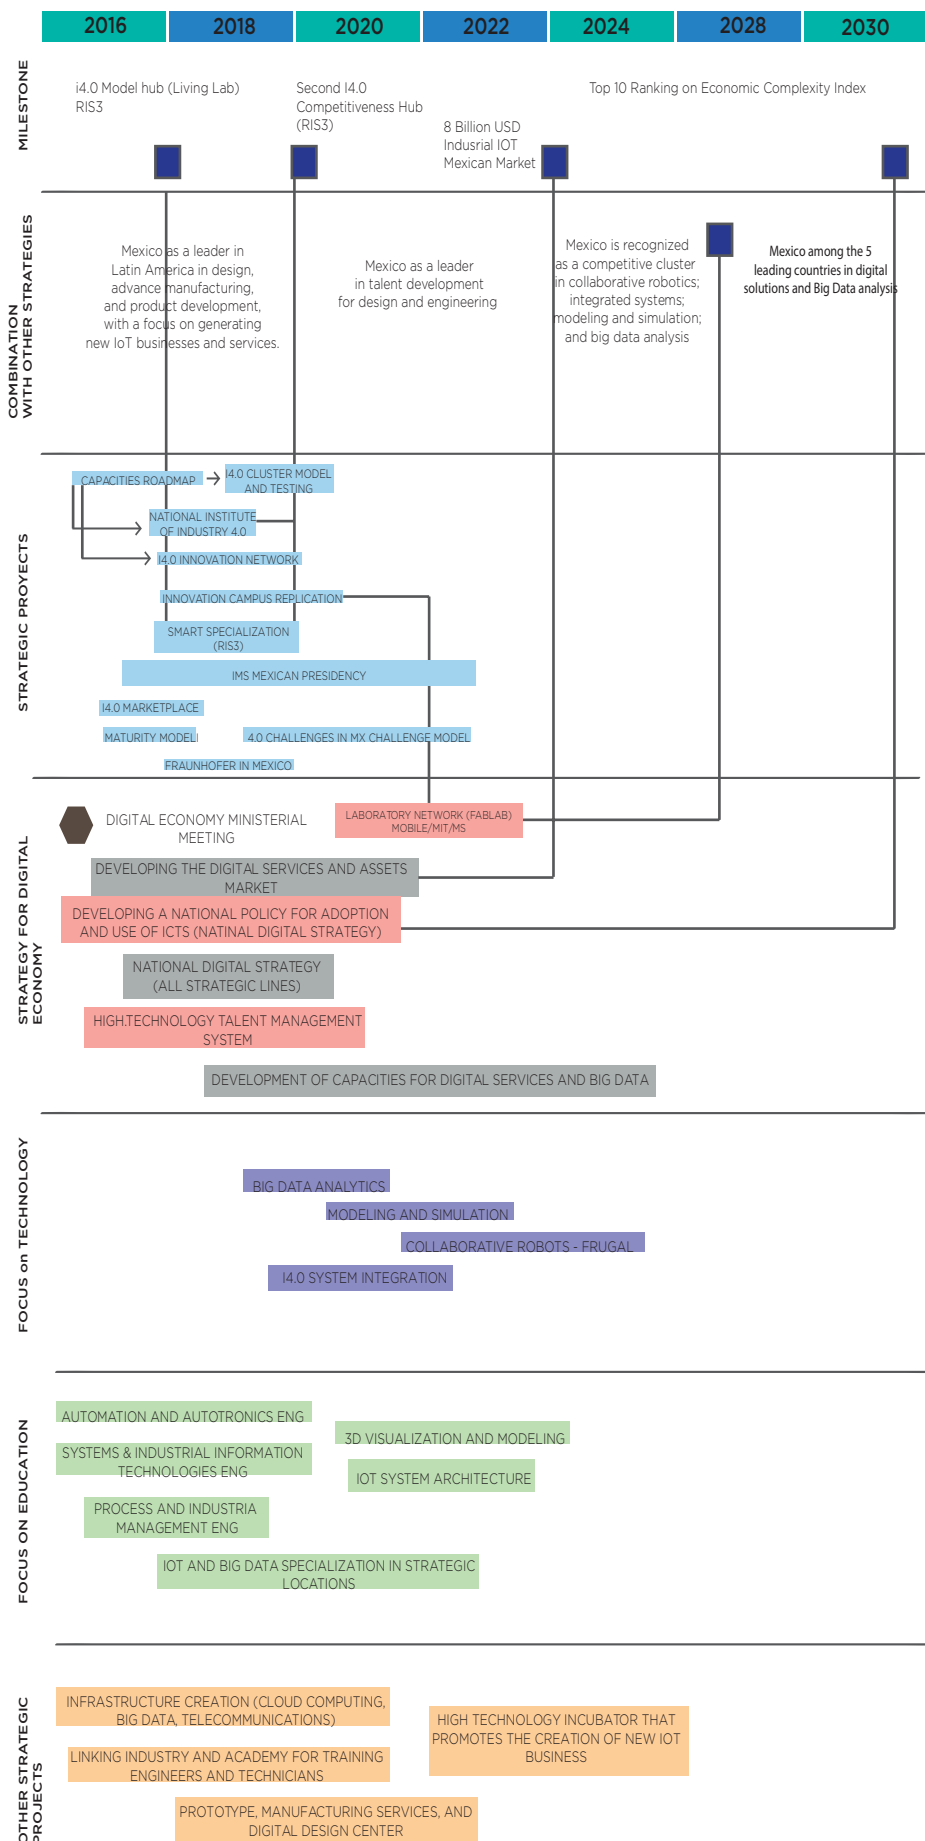 2016 2018 2020 2022 2024 2028 2030
MILESTONE
i4.0 Model hub (Living Lab)
RIS3
Second I4.0
Competitiveness Hub
(RIS3)
8 Billion USD
Indusrial IOT
Mexican Market
Top 10 Ranking on Economic Complexity Index
COMBINATION
WITH OTHER STRATEGIES
Mexico as a leader in
Latin America in design,
advance manufacturing,
and product development,
with a focus on generating
new IoT businesses and services.
Mexico as a leader
in talent development
for design and engineering
Mexico is recognized
as a competitive cluster
in collaborative robotics;
integrated systems;
modeling and simulation;
and big data analysis
Mexico among the 5
leading countries in digital
solutions and Big Data analysis
STRATEGIC PROYECTS
CAPACITIES ROADMAP
I4.0 CLUSTER MODEL
AND TESTING
NATIONAL INSTITUTE
OF INDUSTRY 4.0
I4.0 INNOVATION NETWORK
INNOVATION CAMPUS REPLICATION
SMART SPECIALIZATION
(RIS3)
IMS MEXICAN PRESIDENCY
I4.0 MARKETPLACE
MATURITY MODELI
4.0 CHALLENGES IN MX CHALLENGE MODEL
FRAUNHOFER IN MEXICO
STRATEGY FOR DIGITAL
ECONOMY
DIGITAL ECONOMY MINISTERIAL
MEETING
LABORATORY NETWORK (FABLAB)
MOBILE/MIT/MS
DEVELOPING THE DIGITAL SERVICES AND ASSETS
MARKET
DEVELOPING A NATIONAL POLICY FOR ADOPTION
AND USE OF ICTS (NATINAL DIGITAL STRATEGY)
NATIONAL DIGITAL STRATEGY
(ALL STRATEGIC LINES)
HIGH.TECHNOLOGY TALENT MANAGEMENT
SYSTEM
DEVELOPMENT OF CAPACITIES FOR DIGITAL SERVICES AND BIG DATA
FOCUS on TECHNOLOGY
BIG DATA ANALYTICS
MODELING AND SIMULATION
COLLABORATIVE ROBOTS - FRUGAL
I4.0 SYSTEM INTEGRATION
FOCUS ON EDUCATION
AUTOMATION AND AUTOTRONICS ENG
3D VISUALIZATION AND MODELING
SYSTEMS & INDUSTRIAL INFORMATION
TECHNOLOGIES ENG
IOT SYSTEM ARCHITECTURE
PROCESS AND INDUSTRIA
MANAGEMENT ENG
IOT AND BIG DATA SPECIALIZATION IN STRATEGIC
LOCATIONS
OTHER STRATEGIC
PROJECTS
INFRASTRUCTURE CREATION (CLOUD COMPUTING,
BIG DATA, TELECOMMUNICATIONS)
HIGH TECHNOLOGY INCUBATOR THAT
PROMOTES THE CREATION OF NEW IOT
BUSINESS
LINKING INDUSTRY AND ACADEMY FOR TRAINING
ENGINEERS AND TECHNICIANS
PROTOTYPE, MANUFACTURING SERVICES, AND
DIGITAL DESIGN CENTER